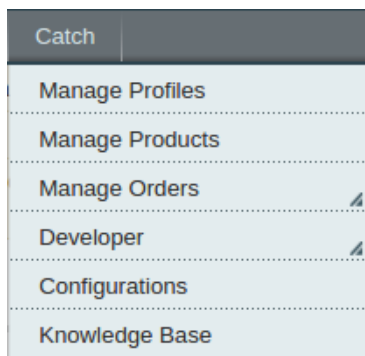 Catch
Manage Profiles
Manage Products
Manage Orders
Developer
Configurations
Knowledge Base